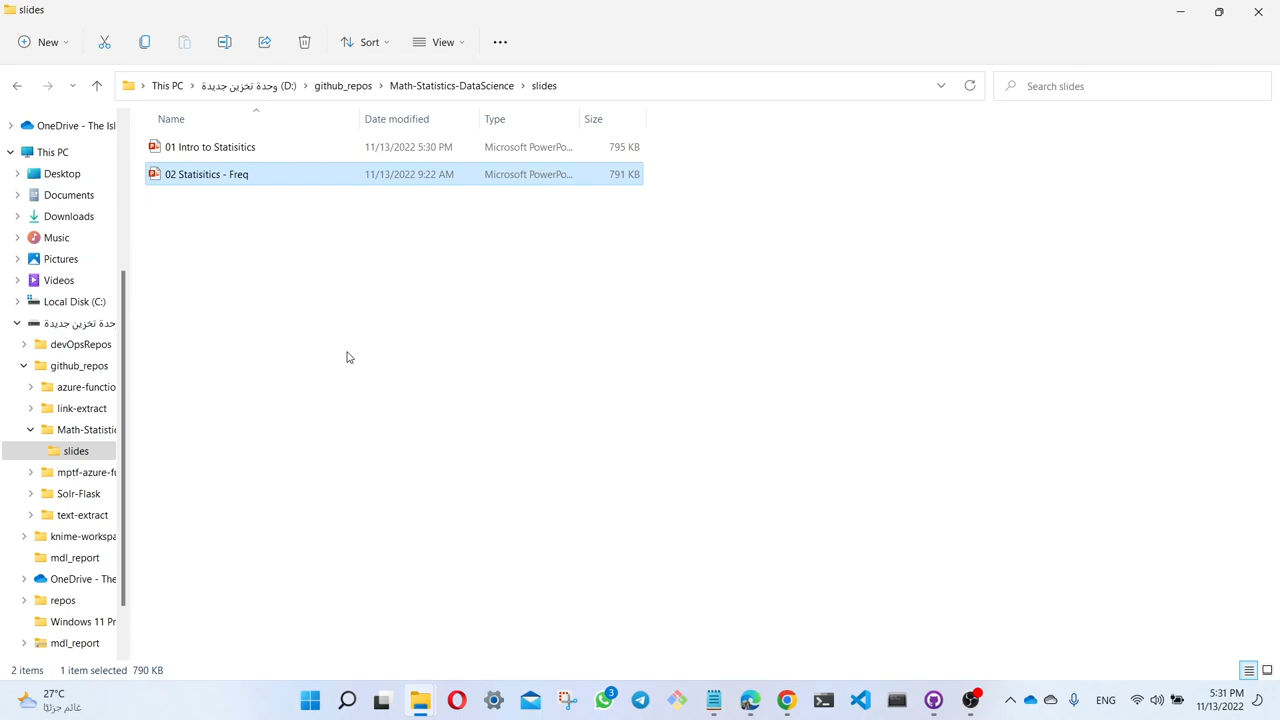 slides
New
Sort
View
This PC
وحدة تخزين جديدة (D:)
github_repos
Math-Statistics-DataScience
slides
Search slides
Name
Date modified
Type
Size
01 Intro to Statisitics
11/13/2022 5:30 PM
Microsoft PowerPo...
795 KB
02 Statisitics - Freq
11/13/2022 9:22 AM
Microsoft PowerPo...
791 KB
OneDrive - The Isl
This PC
Desktop
Documents
Downloads
Music
Pictures
Videos
Local Disk (C:)
حدة تخزين جديدة
devOpsRepos
github_repos
azure-functio
link-extract
Math-Statisti
slides
mptf-azure-fu
Solr-Flask
text-extract
knime-workspa
mdl_report
OneDrive - The
repos
Windows 11 Pr
mdl_report
2 items
1 item selected 790 KB
27°C
غائم جزئيًا
3
ENG
5:31 PM
11/13/2022